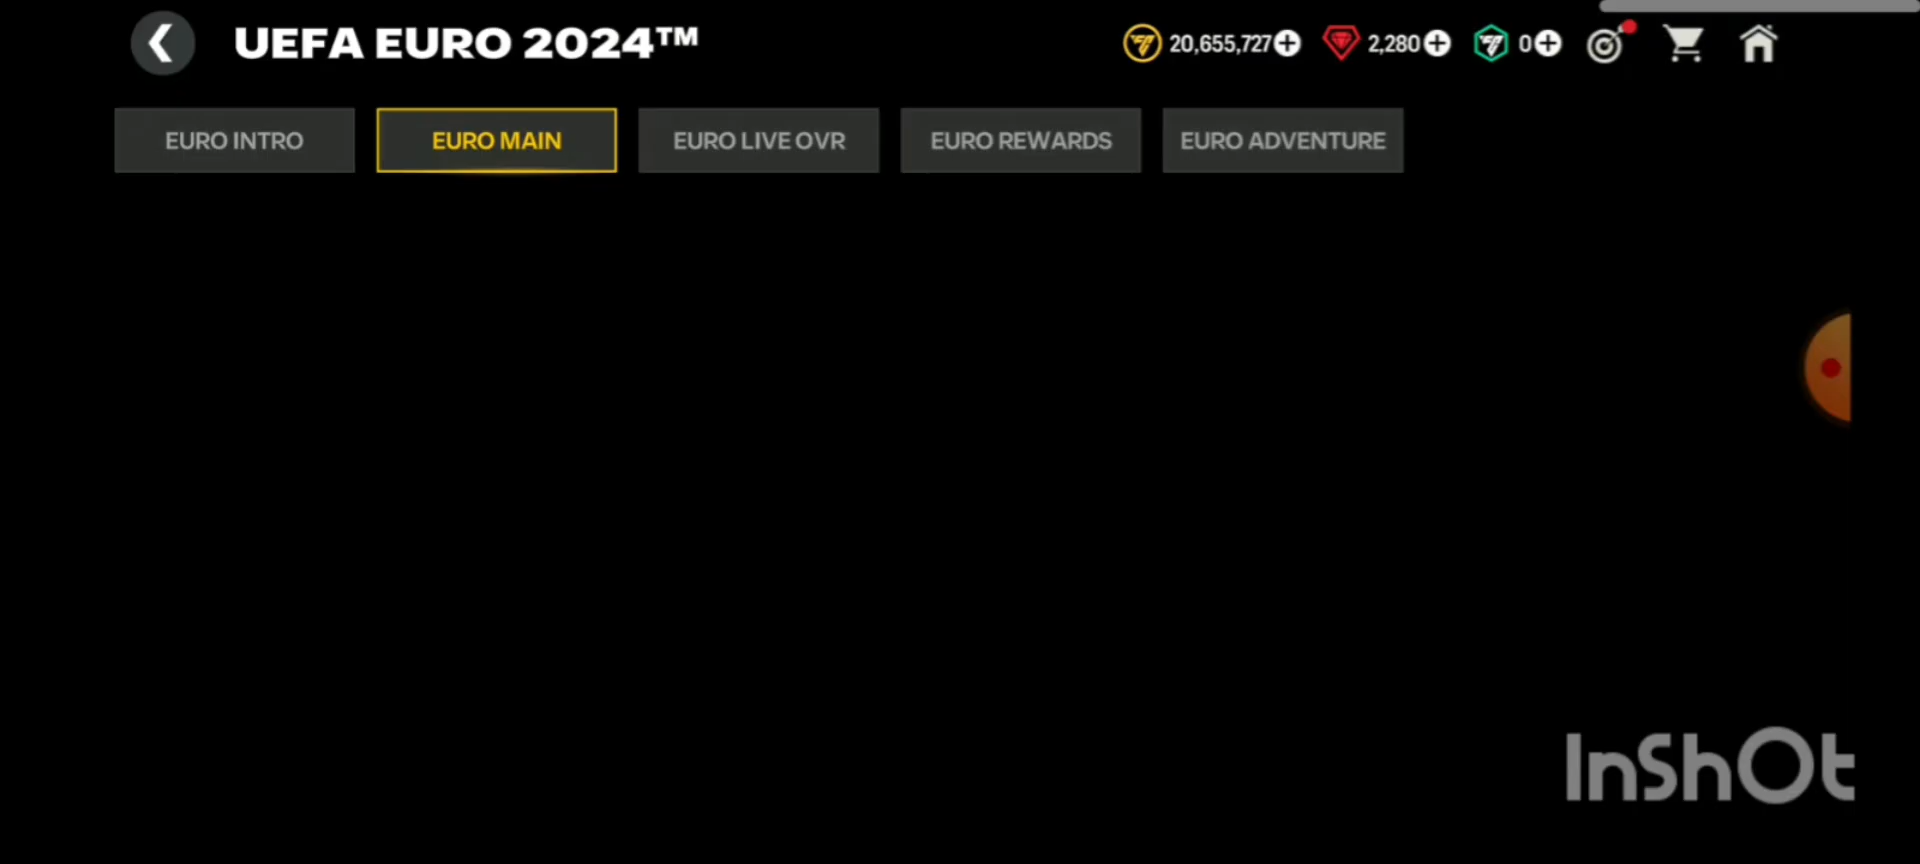 UEFA EURO 2024™
20,655,727
2,280
0
EURO INTRO
EURO MAIN
EURO LIVE OVR
EURO REWARDS
EURO ADVENTURE
InShOt